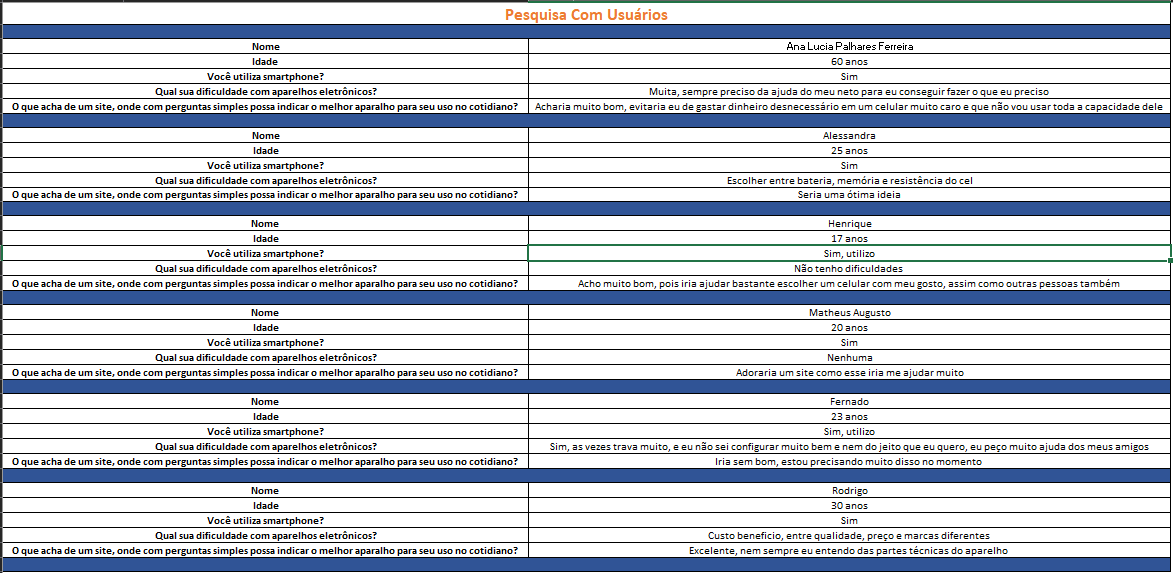 Pesquisa Com Usuários
Nome Ana Lucia Palhares Ferreira
Idade 60 anos
Você utiliza smartphone? Sim
Qual sua dificuldade com aparelhos eletrônicos? Muita, sempre preciso da ajuda do meu neto para eu conseguir fazer o que eu preciso
O que acha de um site, onde com perguntas simples possa indicar o melhor aparalho para seu uso no cotidiano? Acharia muito bom, evitaria eu de gastar dinheiro desnecessário em um celular muito caro e que não vou usar toda a capacidade dele
Nome Alessandra
Idade 25 anos
Você utiliza smartphone? Sim
Qual sua dificuldade com aparelhos eletrônicos? Escolher entre bateria, memória e resistência do cel
O que acha de um site, onde com perguntas simples possa indicar o melhor aparalho para seu uso no cotidiano? Seria uma ótima ideia
Nome Henrique
Idade 17 anos
Você utiliza smartphone? Sim, utilizo
Qual sua dificuldade com aparelhos eletrônicos? Não tenho dificuldades
O que acha de um site, onde com perguntas simples possa indicar o melhor aparalho para seu uso no cotidiano? Acho muito bom, pois iria ajudar bastante escolher um celular com meu gosto, assim como outras pessoas também
Nome Matheus Augusto
Idade 20 anos
Você utiliza smartphone? Sim
Qual sua dificuldade com aparelhos eletrônicos? Nenhuma
O que acha de um site, onde com perguntas simples possa indicar o melhor aparalho para seu uso no cotidiano? Adoraria um site como esse iria me ajudar muito
Nome Fernado
Idade 23 anos
Você utiliza smartphone? Sim, utilizo
Qual sua dificuldade com aparelhos eletrônicos? Sim, as vezes trava muito, e eu não sei configurar muito bem e nem do jeito que eu quero, eu peço muito ajuda dos meus amigos
O que acha de um site, onde com perguntas simples possa indicar o melhor aparalho para seu uso no cotidiano? Iria sem bom, estou precisando muito disso no momento
Nome Rodrigo
Idade 30 anos
Você utiliza smartphone? Sim
Qual sua dificuldade com aparelhos eletrônicos? Custo beneficio, entre qualidade, preço e marcas diferentes
O que acha de um site, onde com perguntas simples possa indicar o melhor aparalho para seu uso no cotidiano? Excelente, nem sempre eu entendo das partes técnicas do aparelho